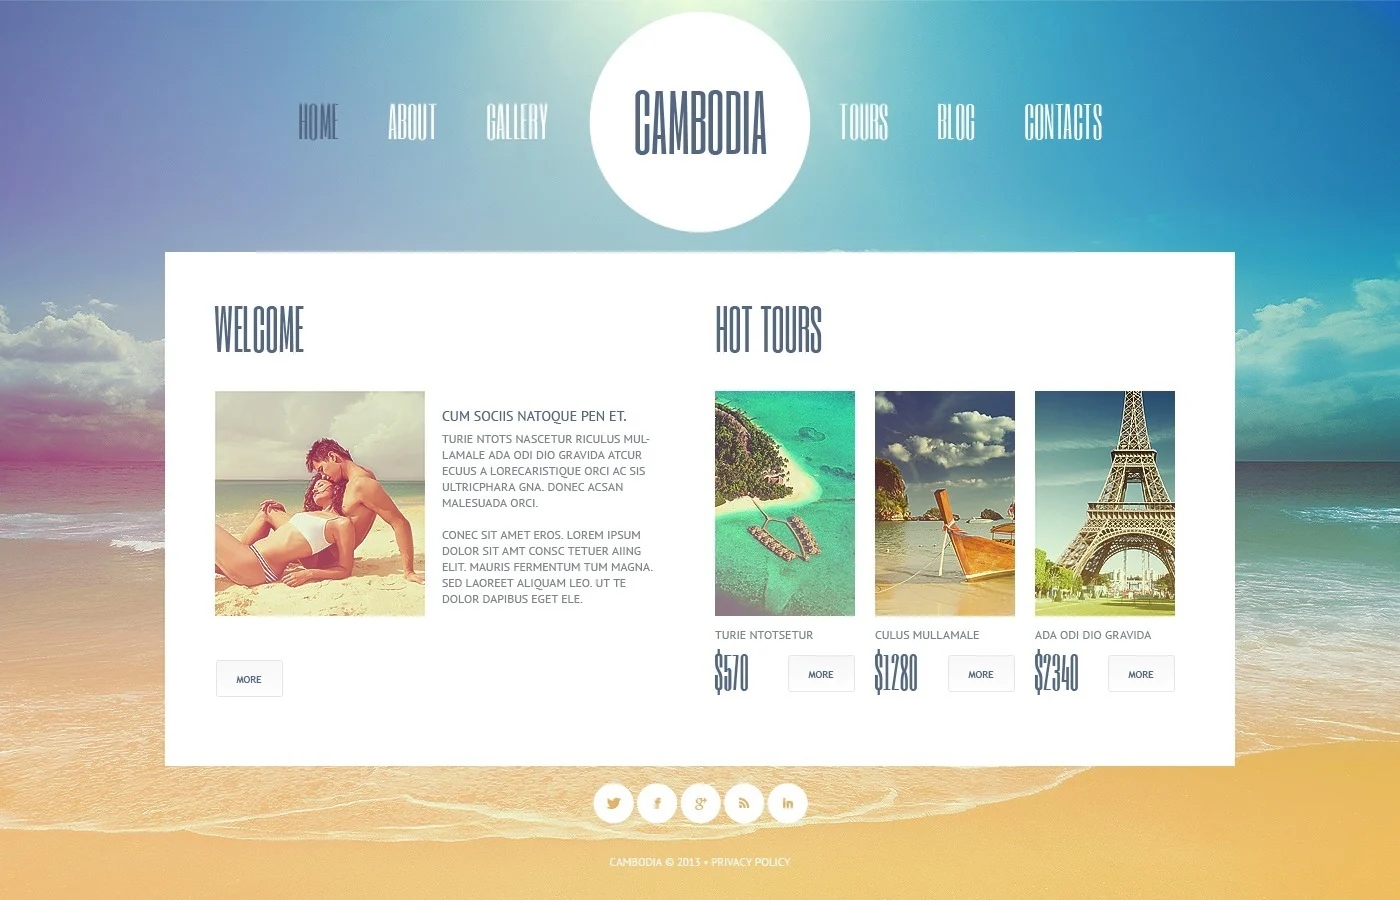 HOME
ABOUT
GALLERY
CAMBODIA
TOURS
BLOG
CONTACTS
WELCOME
CUM SOCIIS NATOQUE PEN ET.
TURIE NTOTS NASCETUR RICULUS MUL-
LAMALE ADA ODI DIO GRAVIDA ATCUR
ECUUS A LORECARISTIQUE ORCI AC SIS
ULTRICPHARA GNA. DONEC ACSAN
MALESUADA ORCI.
CONEC SIT AMET EROS. LOREM IPSUM
DOLOR SIT AMT CONSC TETUER AIING
ELIT. MAURIS FERMENTUM TUM MAGNA.
SED LAOREET ALIQUAM LEO. UT TE
DOLOR DAPIBUS EGET ELE.
MORE
HOT TOURS
TURIE NTOTSETUR
$570
MORE
CULUS MULLAMALE
$1280
MORE
ADA ODI DIO GRAVIDA
$2340
MORE
CAMBODIA © 2013 • PRIVACY POLICY